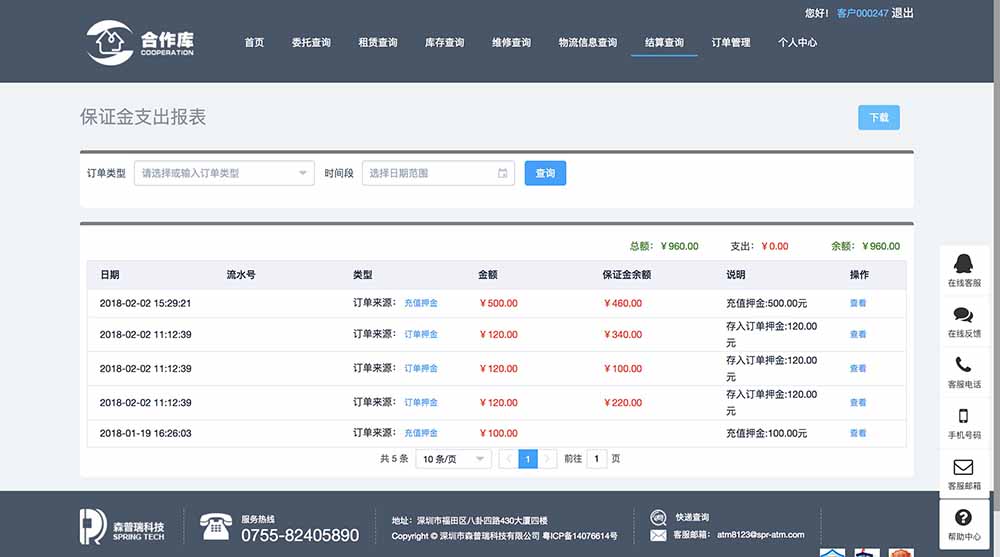 您好! 客户000247 退出
合作库
COOPERATION
首页 委托查询 租赁查询 库存查询 维修查询 物流信息查询 结算查询 订单管理 个人中心
保证金支出报表
下载
订单类型 请选择或输入订单类型 时间段 选择日期范围 查询
总额: ￥960.00 支出: ￥0.00 余额: ￥960.00
日期 流水号 类型 金额 保证金余额 说明 操作
2018-02-02 15:29:21 订单来源: 充值押金 ￥500.00 ￥460.00 充值押金:500.00元 查看
2018-02-02 11:12:39 订单来源: 订单押金 ￥120.00 ￥340.00 存入订单押金:120.00 查看
元
2018-02-02 11:12:39 订单来源: 订单押金 ￥120.00 ￥100.00 存入订单押金:120.00 查看
元
2018-02-02 11:12:39 订单来源: 订单押金 ￥120.00 ￥220.00 存入订单押金:120.00 查看
元
2018-01-19 16:26:03 订单来源: 充值押金 ￥100.00 充值押金:100.00元 查看
共 5 条 10 条/页 1 前往 1 页
在线客服
在线反馈
客服电话
手机号码
客服邮箱
帮助中心
森普瑞科技
SPRING TECH
服务热线
0755-82405890
地址: 深圳市福田区八卦四路430大厦四楼
Copyright © 深圳市森普瑞科技有限公司 粤ICP备14076614号
快递查询
客服邮箱: atm8123@spr-atm.com